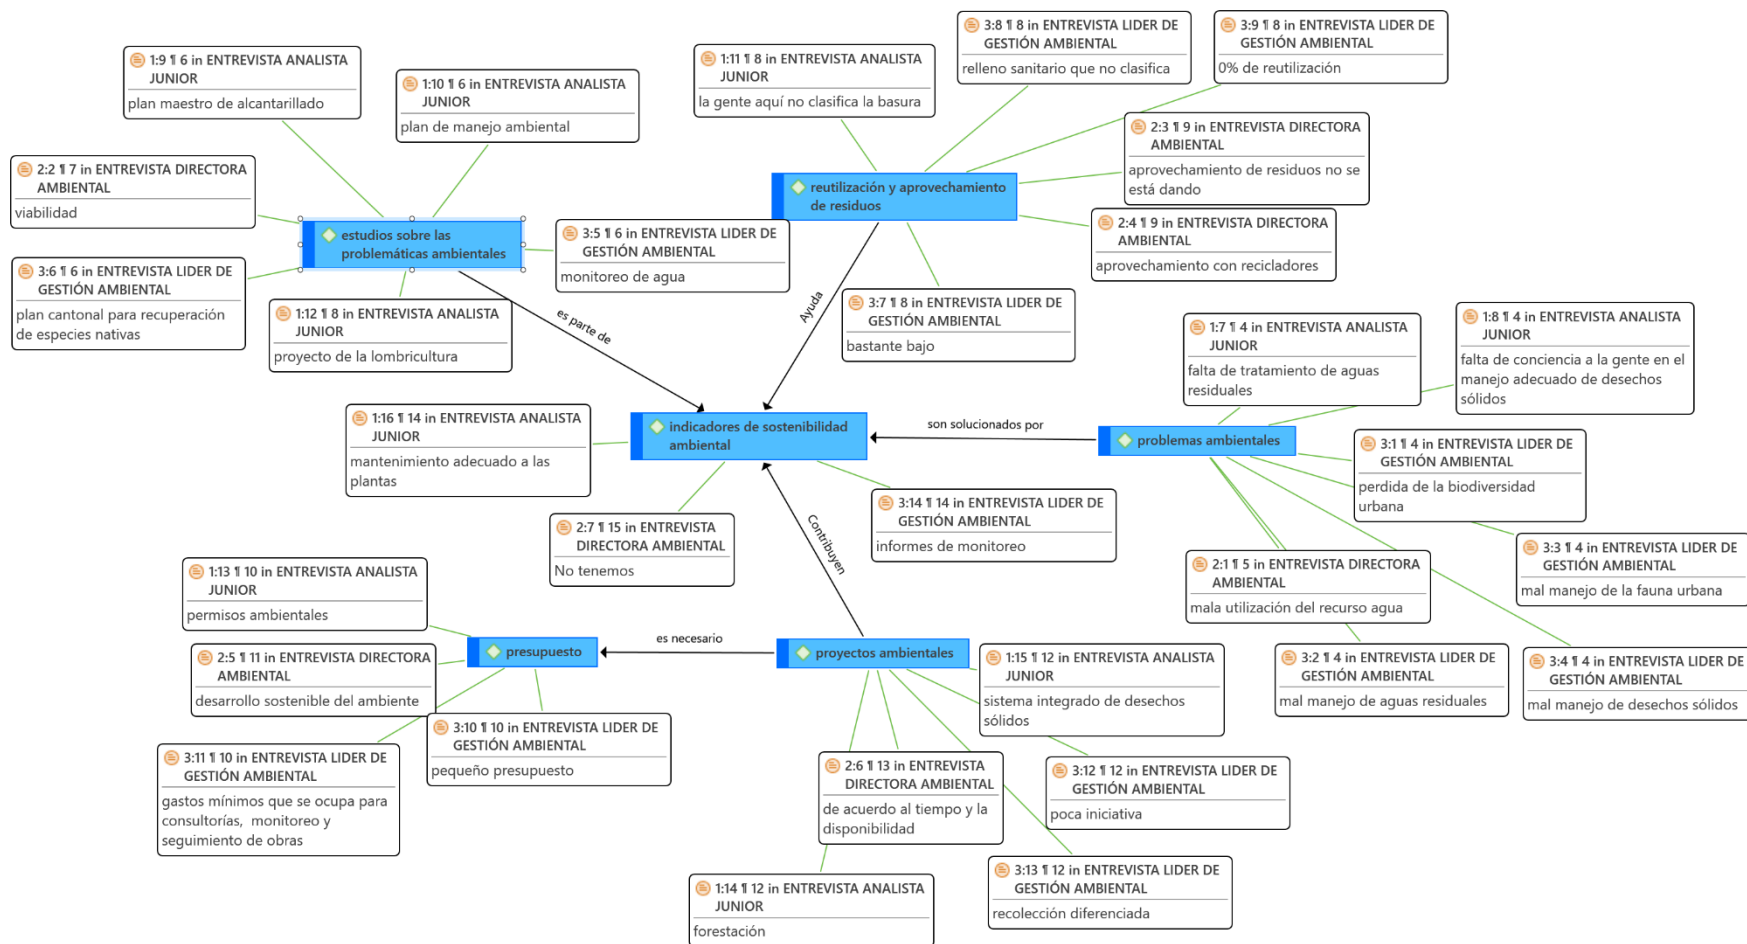 1:9 ¶ 6 in ENTREVISTA ANALISTA
JUNIOR
plan maestro de alcantarillado
1:10 ¶ 6 in ENTREVISTA ANALISTA
JUNIOR
plan de manejo ambiental
2:2 ¶ 7 in ENTREVISTA DIRECTORA
AMBIENTAL
viabilidad
estudios sobre las
problemáticas ambientales
3:5 ¶ 6 in ENTREVISTA LIDER DE
GESTIÓN AMBIENTAL
monitoreo de agua
3:6 ¶ 6 in ENTREVISTA LIDER DE
GESTIÓN AMBIENTAL
plan cantonal para recuperación
de especies nativas
1:12 ¶ 8 in ENTREVISTA ANALISTA
JUNIOR
proyecto de la lombricultura
es parte de
1:11 ¶ 8 in ENTREVISTA ANALISTA
JUNIOR
la gente aquí no clasifica la basura
3:8 ¶ 8 in ENTREVISTA LIDER DE
GESTIÓN AMBIENTAL
relleno sanitario que no clasifica
3:9 ¶ 8 in ENTREVISTA LIDER DE
GESTIÓN AMBIENTAL
0% de reutilización
2:3 ¶ 9 in ENTREVISTA DIRECTORA
AMBIENTAL
aprovechamiento de residuos no se
está dando
reutilización y aprovechamiento
de residuos
2:4 ¶ 9 in ENTREVISTA DIRECTORA
AMBIENTAL
aprovechamiento con recicladores
3:7 ¶ 8 in ENTREVISTA LIDER DE
GESTIÓN AMBIENTAL
bastante bajo
Ayuda
1:7 ¶ 4 in ENTREVISTA ANALISTA
JUNIOR
falta de tratamiento de aguas
residuales
1:8 ¶ 4 in ENTREVISTA ANALISTA
JUNIOR
falta de conciencia a la gente en el
manejo adecuado de desechos
sólidos
1:16 ¶ 14 in ENTREVISTA ANALISTA
JUNIOR
mantenimiento adecuado a las
plantas
indicadores de sostenibilidad
ambiental
son solucionados por
problemas ambientales
3:1 ¶ 4 in ENTREVISTA LIDER DE
GESTIÓN AMBIENTAL
perdida de la biodiversidad
urbana
2:7 ¶ 15 in ENTREVISTA
DIRECTORA AMBIENTAL
No tenemos
3:14 ¶ 14 in ENTREVISTA LIDER DE
GESTIÓN AMBIENTAL
informes de monitoreo
3:3 ¶ 4 in ENTREVISTA LIDER DE
GESTIÓN AMBIENTAL
mal manejo de la fauna urbana
2:1 ¶ 5 in ENTREVISTA DIRECTORA
AMBIENTAL
mala utilización del recurso agua
3:2 ¶ 4 in ENTREVISTA LIDER DE
GESTIÓN AMBIENTAL
mal manejo de aguas residuales
3:4 ¶ 4 in ENTREVISTA LIDER DE
GESTIÓN AMBIENTAL
mal manejo de desechos sólidos
Contribuyen
1:13 ¶ 10 in ENTREVISTA ANALISTA
JUNIOR
permisos ambientales
2:5 ¶ 11 in ENTREVISTA DIRECTORA
AMBIENTAL
desarrollo sostenible del ambiente
presupuesto
es necesario
proyectos ambientales
3:10 ¶ 10 in ENTREVISTA LIDER DE
GESTIÓN AMBIENTAL
pequeño presupuesto
3:11 ¶ 10 in ENTREVISTA LIDER DE
GESTIÓN AMBIENTAL
gastos mínimos que se ocupa para
consultorías, monitoreo y
seguimiento de obras
1:15 ¶ 12 in ENTREVISTA ANALISTA
JUNIOR
sistema integrado de desechos
sólidos
2:6 ¶ 13 in ENTREVISTA
DIRECTORA AMBIENTAL
de acuerdo al tiempo y la
disponibilidad
3:12 ¶ 12 in ENTREVISTA LIDER DE
GESTIÓN AMBIENTAL
poca iniciativa
3:13 ¶ 12 in ENTREVISTA LIDER DE
GESTIÓN AMBIENTAL
recolección diferenciada
1:14 ¶ 12 in ENTREVISTA ANALISTA
JUNIOR
forestación